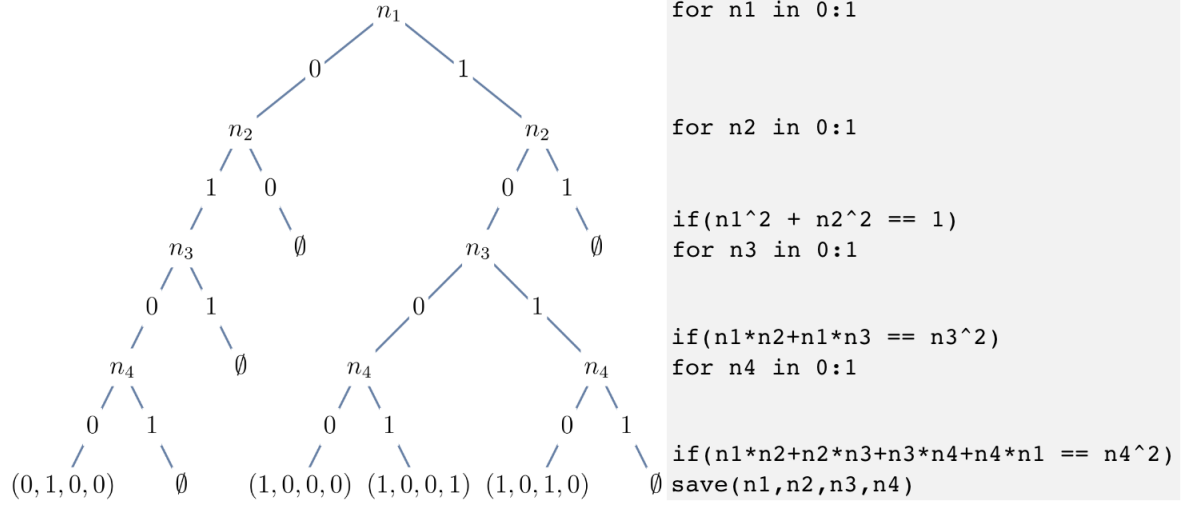 n₁ for n1 in 0:1
0 1
n₂ n₂ for n2 in 0:1
1 0 0 1
if(n1^2 + n2^2 == 1)
n₃ ∅ n₃ ∅ for n3 in 0:1
0 1 0 1
if(n1*n2+n1*n3 == n3^2)
n₄ ∅ n₄ n₄ for n4 in 0:1
0 1 0 1 0 1
if(n1*n2+n2*n3+n3*n4+n4*n1 == n4^2)
(0, 1, 0, 0) ∅ (1, 0, 0, 0) (1, 0, 0, 1) (1, 0, 1, 0) ∅ save(n1,n2,n3,n4)